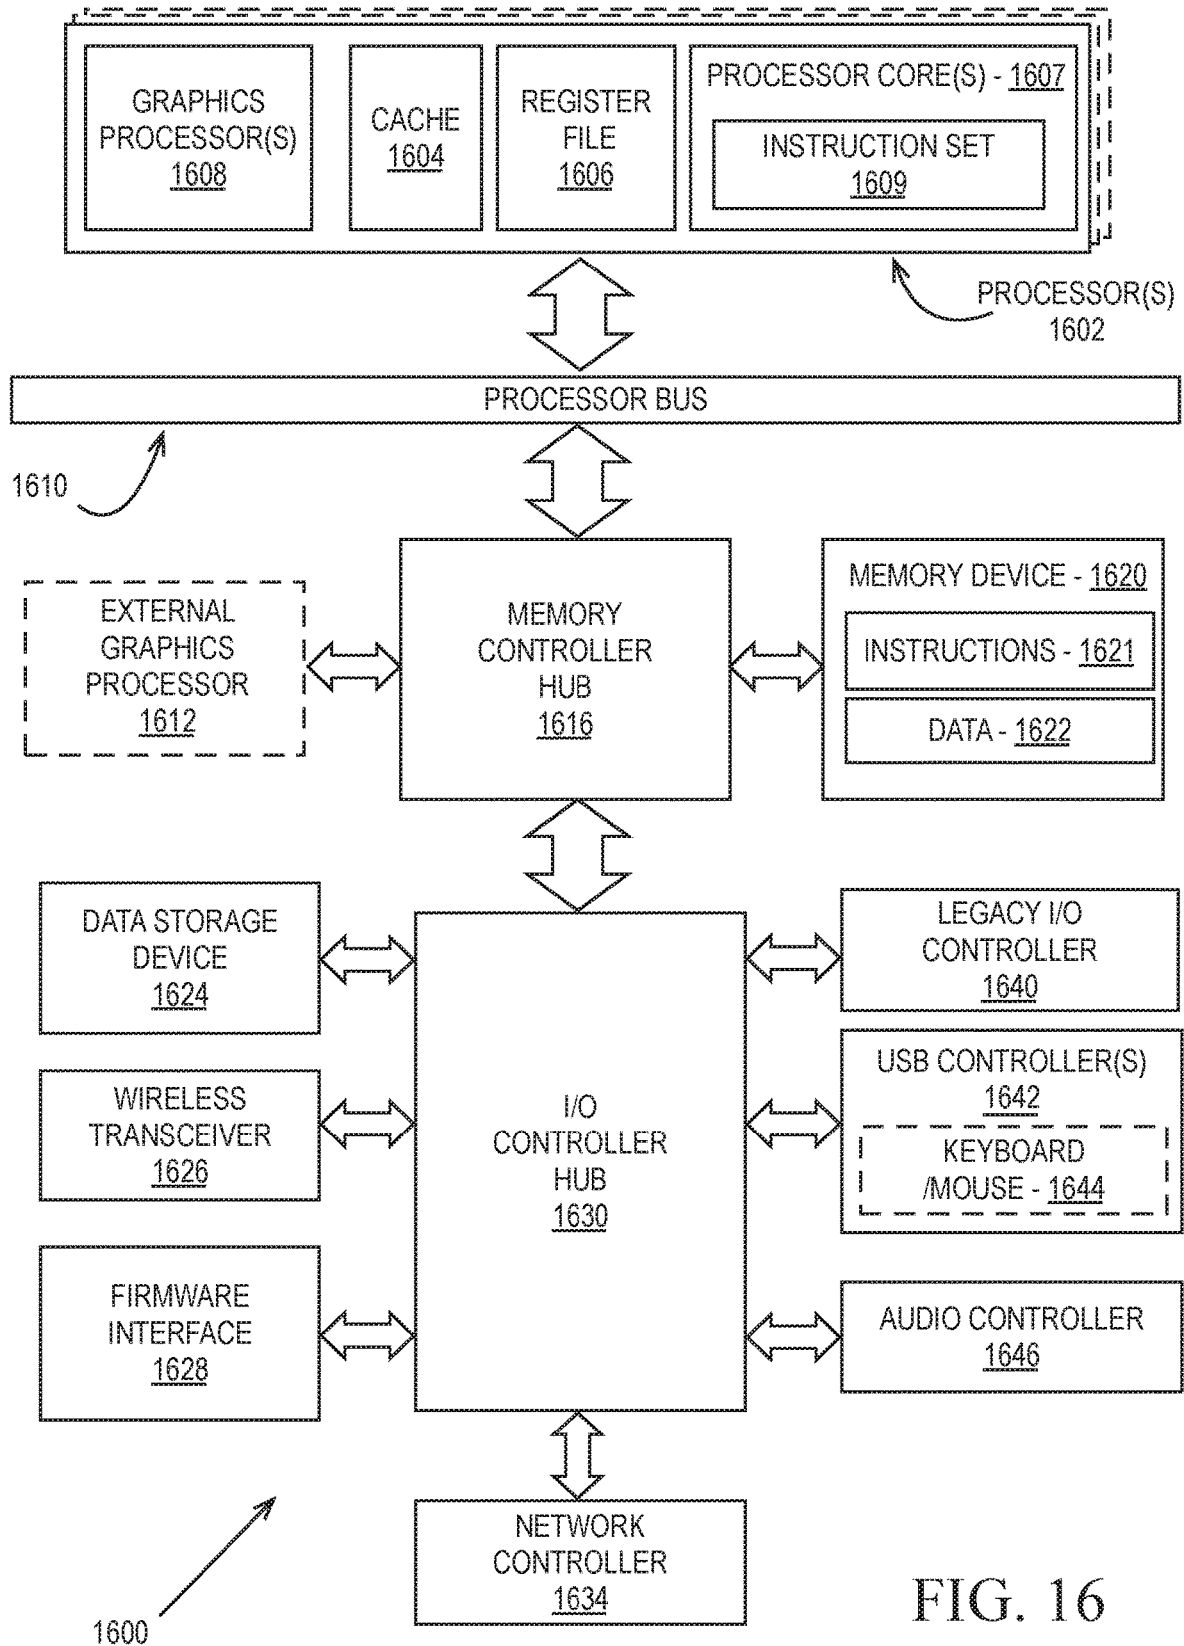 GRAPHICS
PROCESSOR(S)
1608
CACHE
1604
REGISTER
FILE
1606
PROCESSOR CORE(S) - 1607
INSTRUCTION SET
1609
PROCESSOR(S)
1602
PROCESSOR BUS
1610
EXTERNAL
GRAPHICS
PROCESSOR
1612
MEMORY
CONTROLLER
HUB
1616
MEMORY DEVICE - 1620
INSTRUCTIONS - 1621
DATA - 1622
DATA STORAGE
DEVICE
1624
WIRELESS
TRANSCEIVER
1626
FIRMWARE
INTERFACE
1628
I/O
CONTROLLER
HUB
1630
LEGACY I/O
CONTROLLER
1640
USB CONTROLLER(S)
1642
KEYBOARD
/MOUSE - 1644
AUDIO CONTROLLER
1646
NETWORK
CONTROLLER
1634
1600
FIG. 16